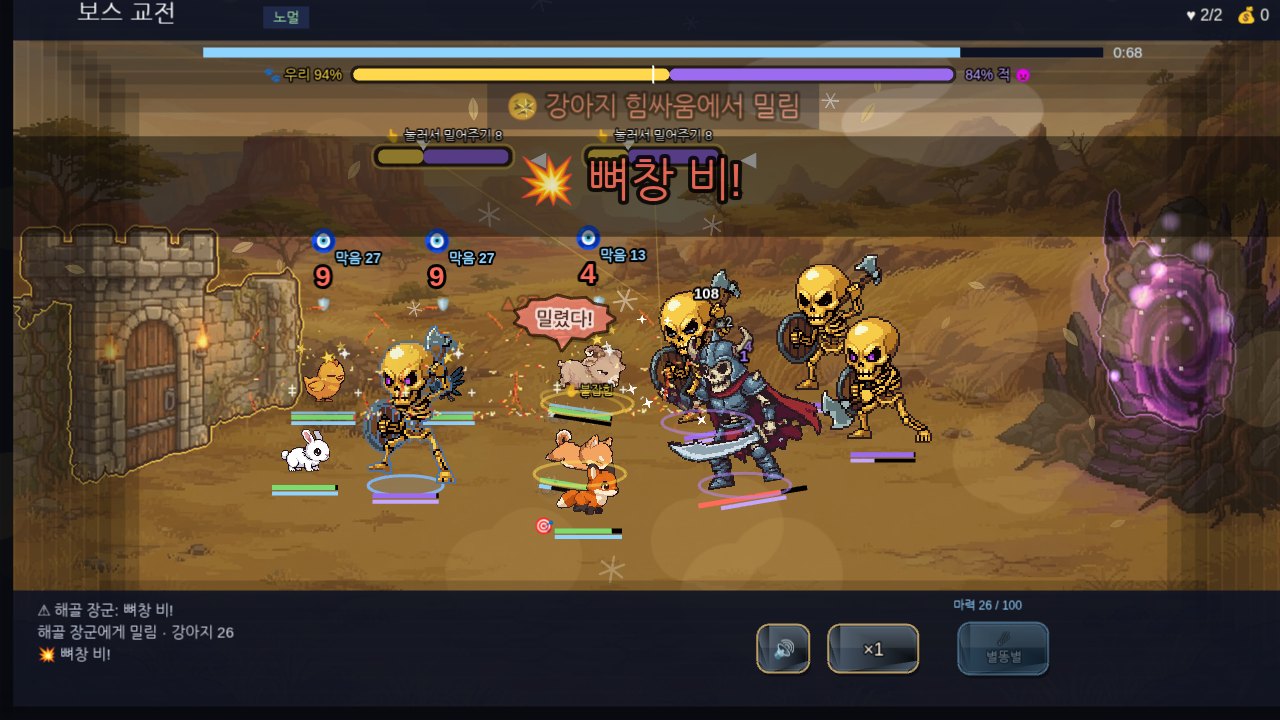 보스 교전
노멀
♥ 2/2 💰 0
0:68
🐾 우리 94%
84% 적
강아지 힘싸움에서 밀림
눌러서 밀어주기 8
눌러서 밀어주기 8
💥 뼈창 비!
막음 27
막음 27
막음 13
9
9
4
108
밀렸다!
1
⚠ 해골 장군: 뼈창 비!
해골 장군에게 밀림 · 강아지 26
💥 뼈창 비!
마력 26 / 100
×1
별똥별